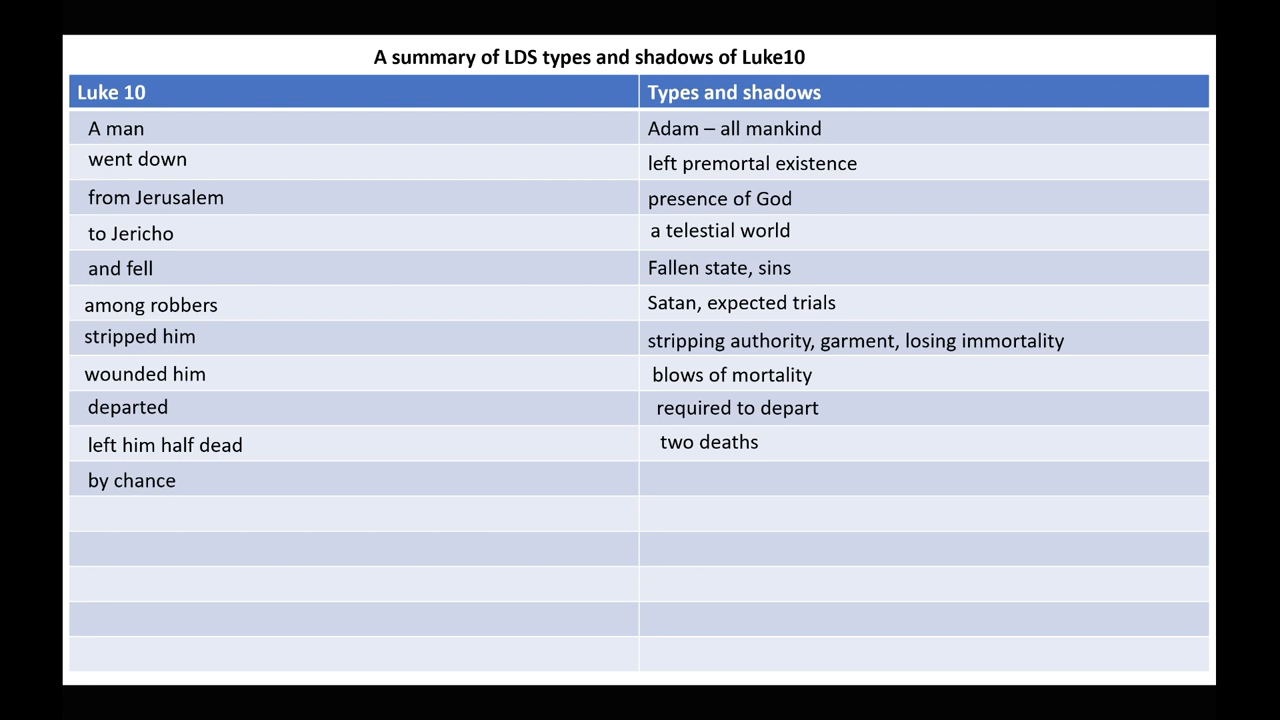 A summary of LDS types and shadows of Luke10
Luke 10 Types and shadows
A man Adam – all mankind
went down left premortal existence
from Jerusalem presence of God
to Jericho a telestial world
and fell Fallen state, sins
among robbers Satan, expected trials
stripped him stripping authority, garment, losing immortality
wounded him blows of mortality
departed required to depart
left him half dead two deaths
by chance